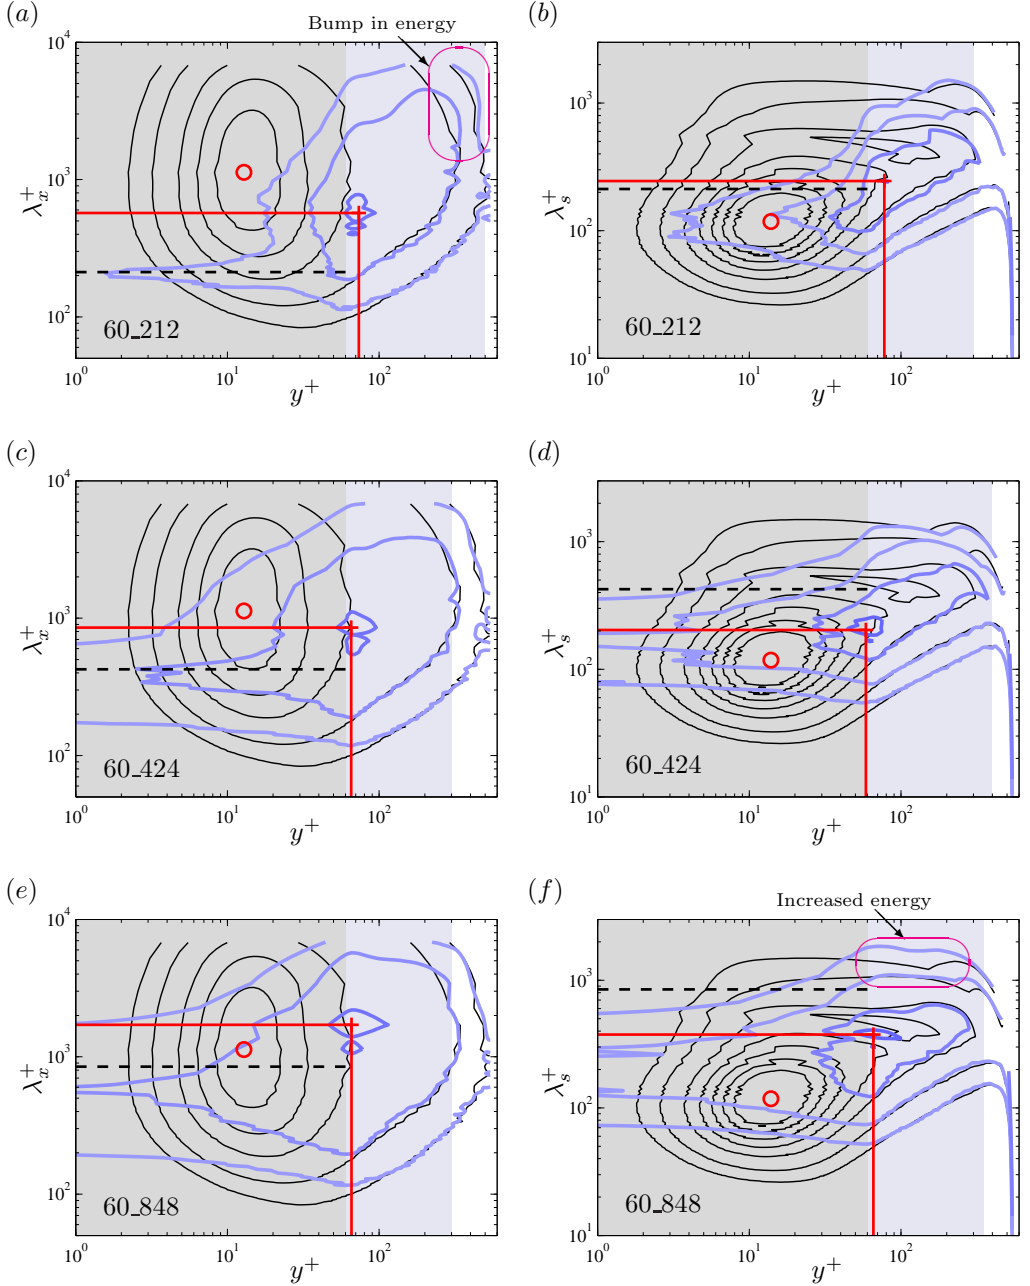 (a)
Bump in energy
(b)
10^4
10^3
10^2
λ_x^+
60_212
10^0
10^1
10^2
y^+
10^3
10^2
10^1
λ_s^+
60_212
10^0
10^1
10^2
y^+
(c)
(d)
10^4
10^3
10^2
λ_x^+
60_424
10^0
10^1
10^2
y^+
10^3
10^2
10^1
λ_s^+
60_424
10^0
10^1
10^2
y^+
(e)
(f)
Increased energy
10^4
10^3
10^2
λ_x^+
60_848
10^0
10^1
10^2
y^+
10^3
10^2
10^1
λ_s^+
60_848
10^0
10^1
10^2
y^+